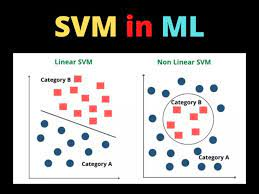 SVM in ML
Linear SVM
Category B
Category A
Non Linear SVM
Category B
Category A